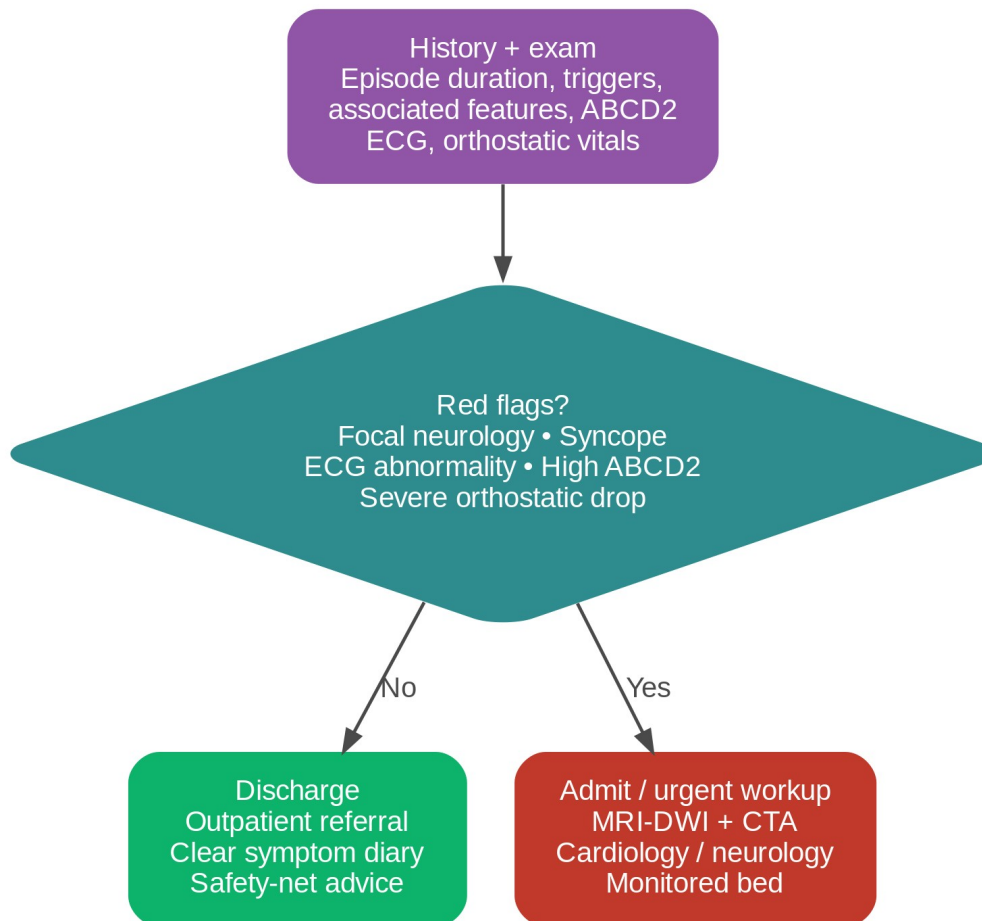 History + exam
Episode duration, triggers,
associated features, ABCD2
ECG, orthostatic vitals
Red flags?
Focal neurology • Syncope
ECG abnormality • High ABCD2
Severe orthostatic drop
No
Yes
Discharge
Outpatient referral
Clear symptom diary
Safety-net advice
Admit / urgent workup
MRI-DWI + CTA
Cardiology / neurology
Monitored bed